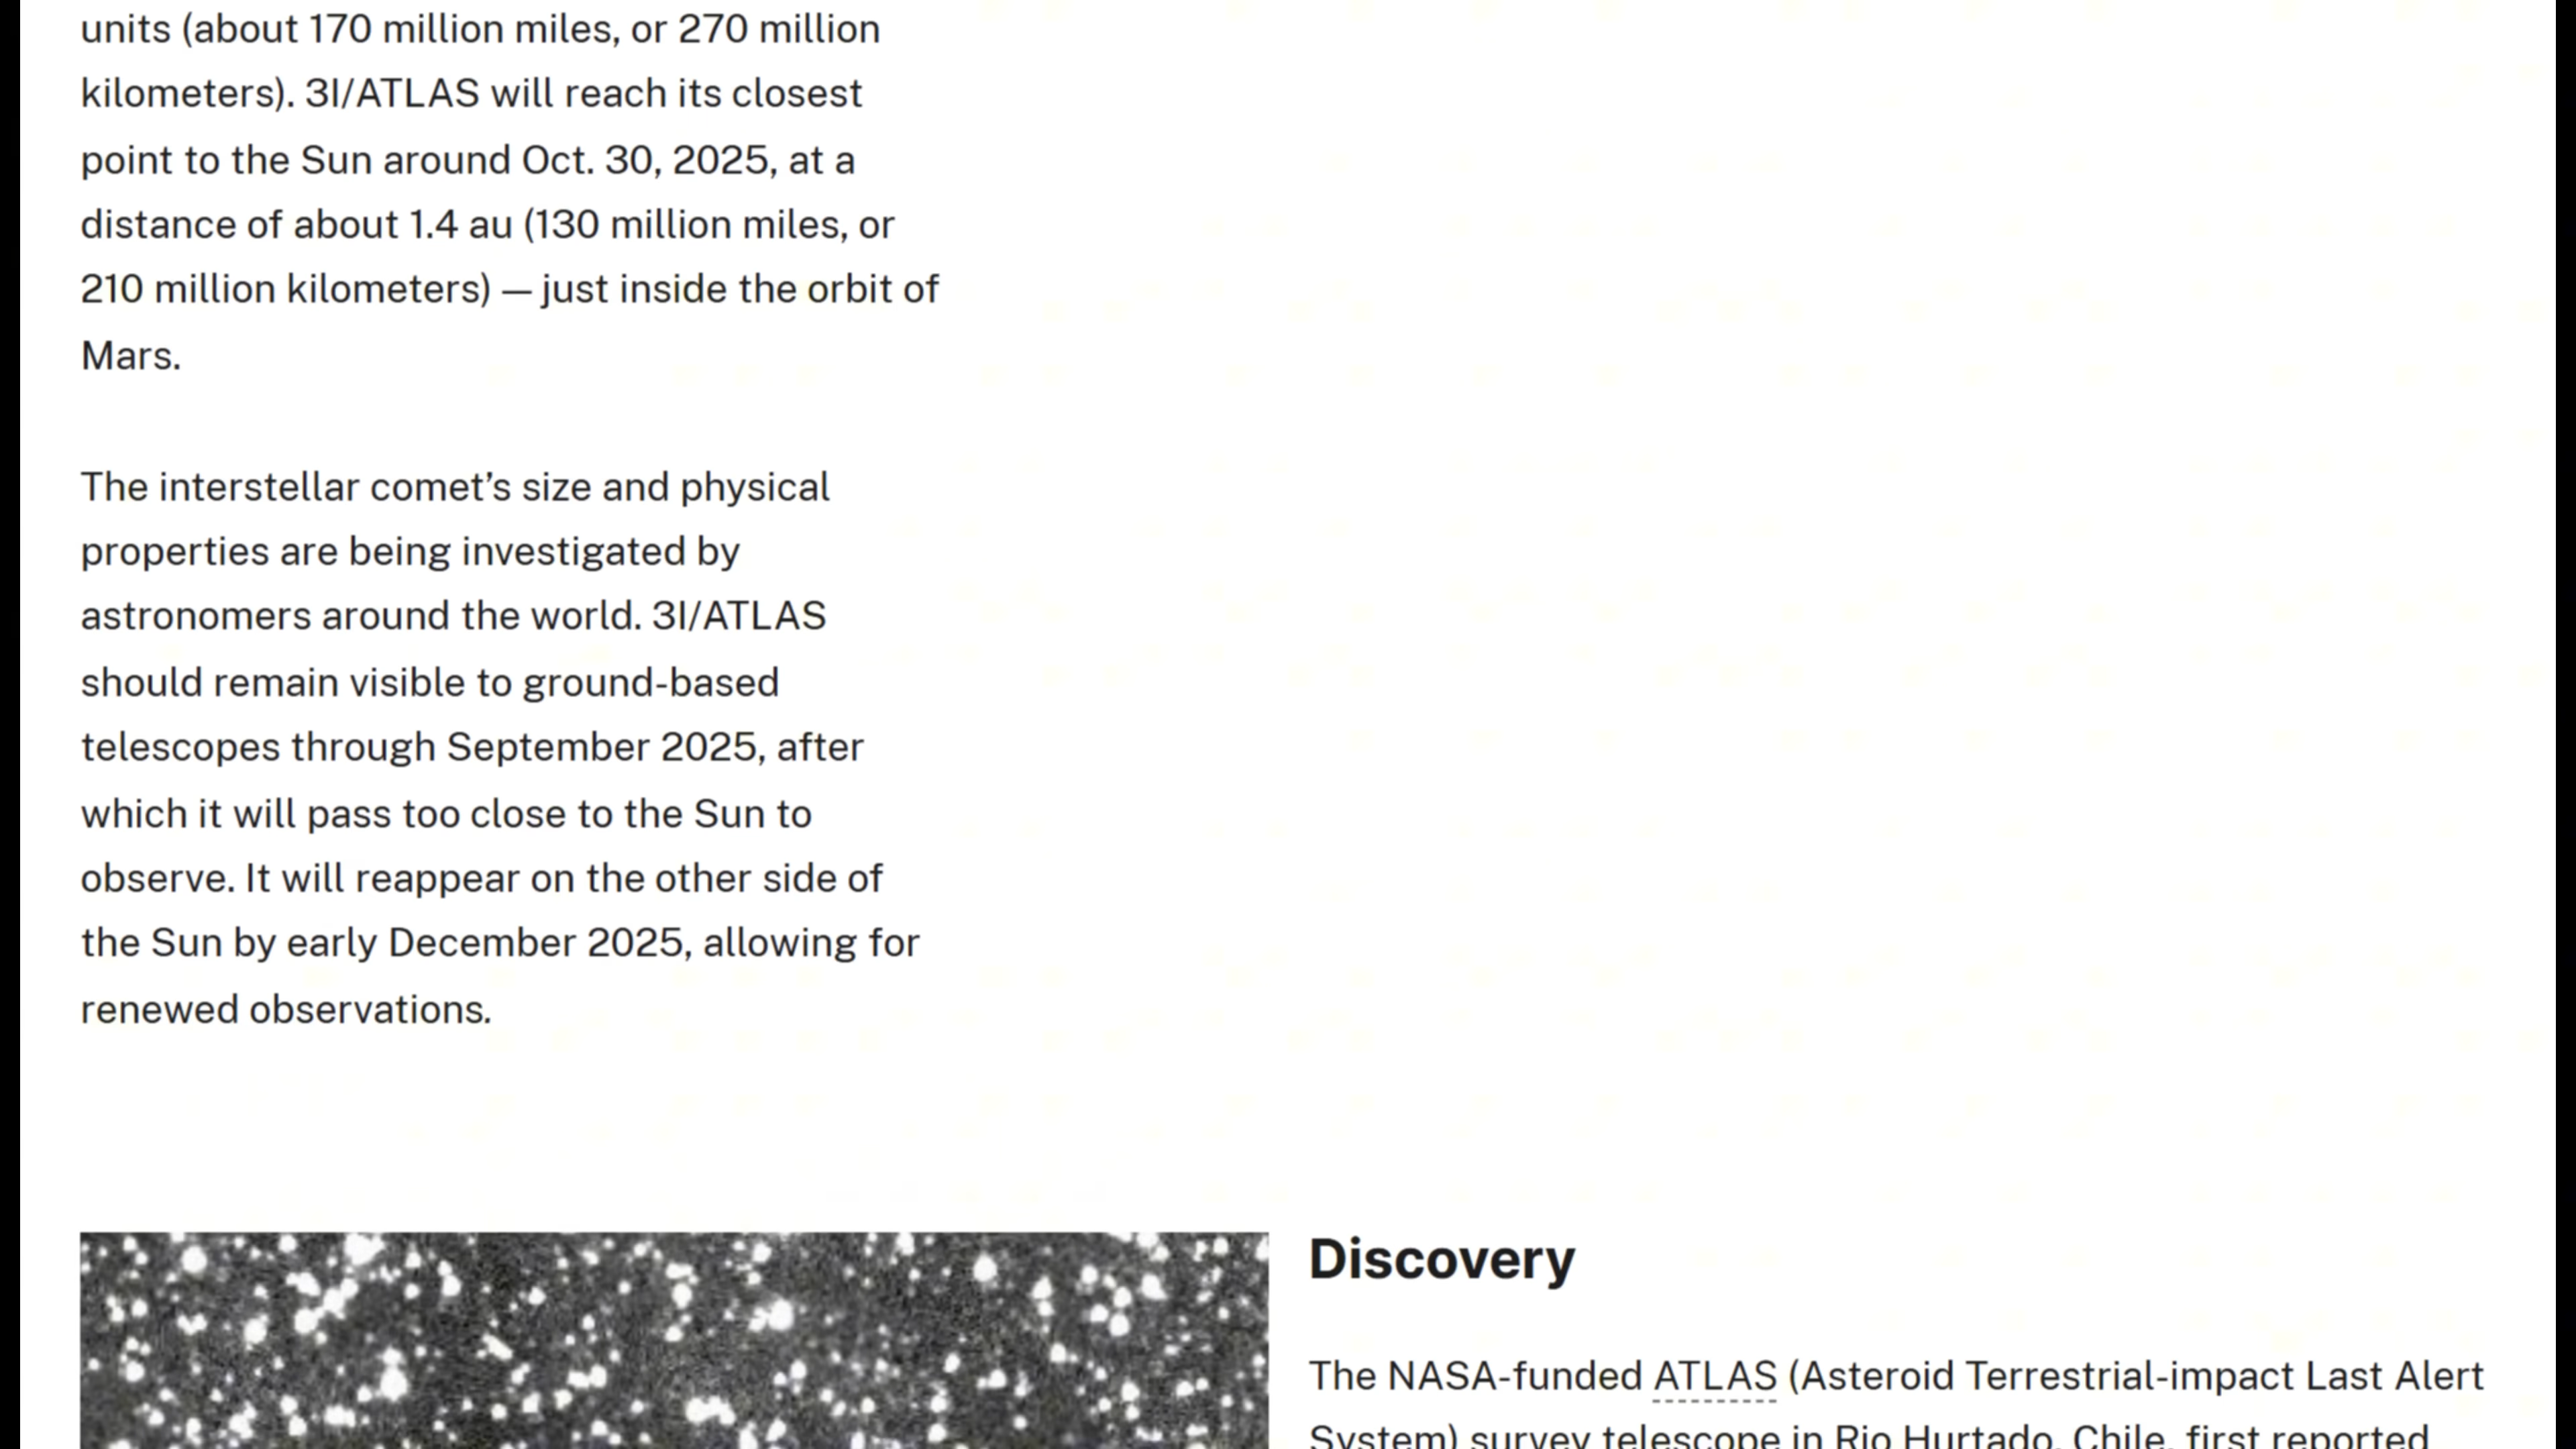 units (about 170 million miles, or 270 million
kilometers). 3I/ATLAS will reach its closest
point to the Sun around Oct. 30, 2025, at a
distance of about 1.4 au (130 million miles, or
210 million kilometers) — just inside the orbit of
Mars.
The interstellar comet’s size and physical
properties are being investigated by
astronomers around the world. 3I/ATLAS
should remain visible to ground-based
telescopes through September 2025, after
which it will pass too close to the Sun to
observe. It will reappear on the other side of
the Sun by early December 2025, allowing for
renewed observations.
Discovery
The NASA-funded ATLAS (Asteroid Terrestrial-impact Last Alert
System) survey telescope in Rio Hurtado, Chile, first reported